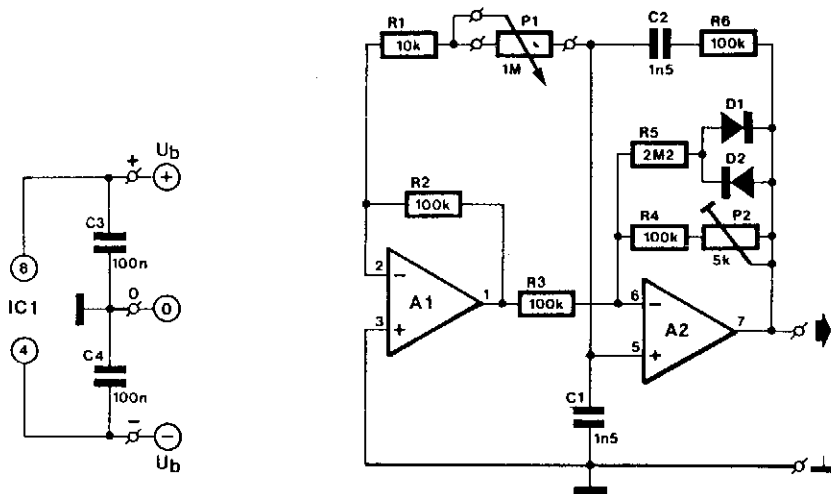 Ub
+
+
C3
100n
8
IC1
0
0
4
C4
100n
−
−
Ub
R1
10k
P1
1M
C2
1n5
R6
100k
D1
R5
2M2
D2
R2
100k
R4
100k
P2
5k
2
−
A1
1
3
+
R3
100k
6
−
A2
7
5
+
C1
1n5